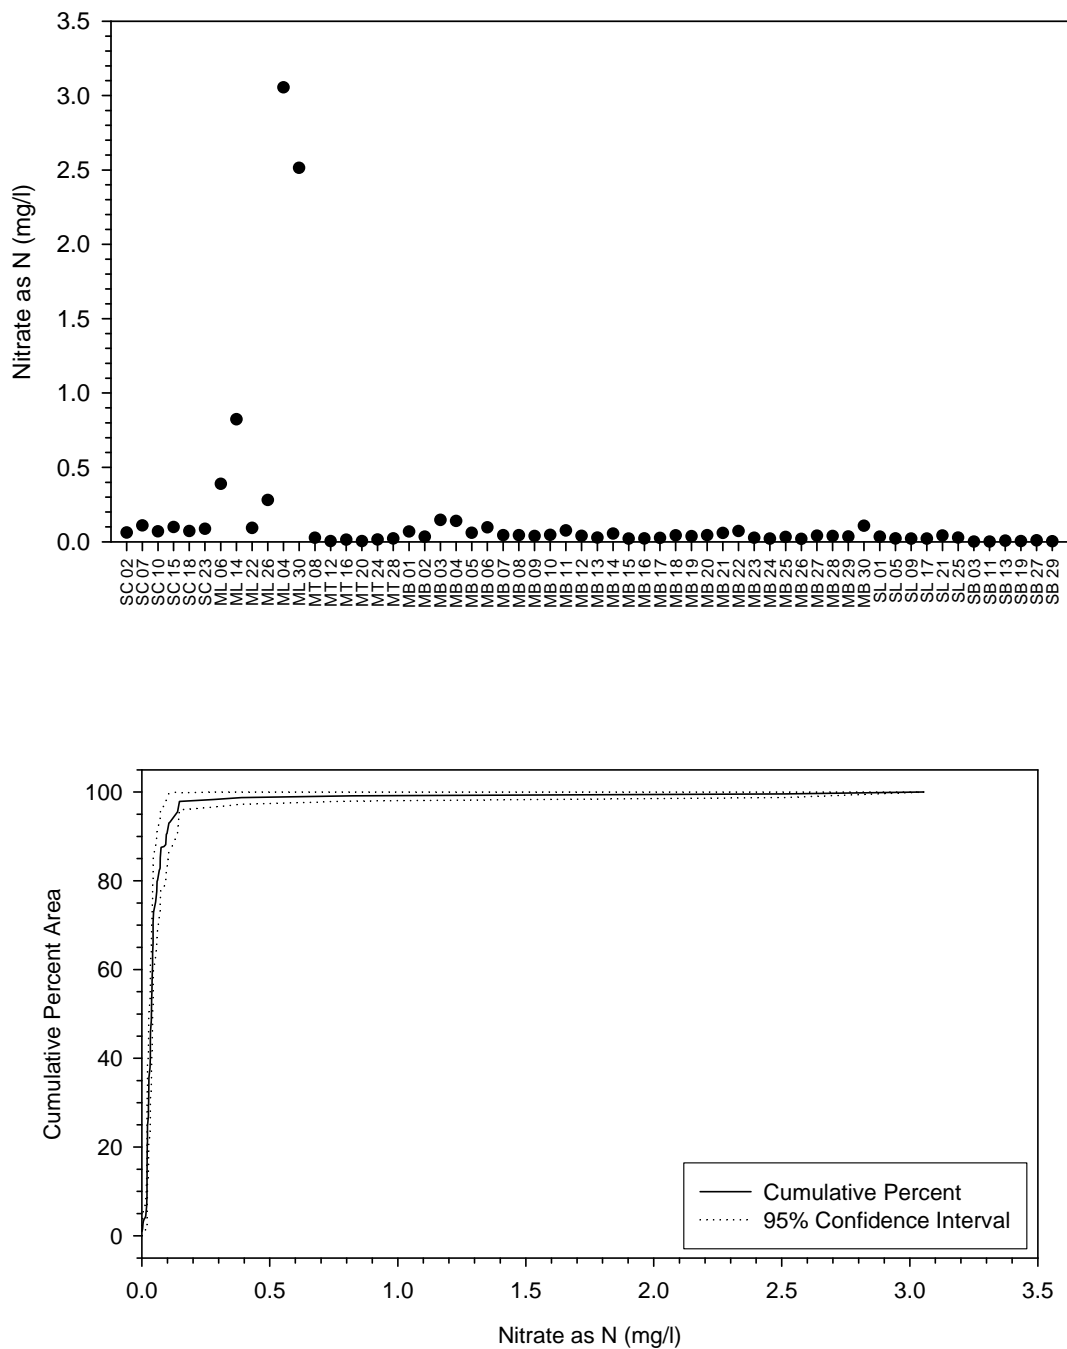 3.5
3.0
2.5
2.0
1.5
1.0
0.5
0.0
Nitrate as N (mg/l)
SC 02
SC 07
SC 10
SC 15
SC 18
SC 23
ML 06
ML 14
ML 22
ML 26
ML 04
ML 30
MT 08
MT 12
MT 16
MT 20
MT 24
MT 28
MB 01
MB 02
MB 03
MB 04
MB 05
MB 06
MB 07
MB 08
MB 09
MB 10
MB 11
MB 12
MB 13
MB 14
MB 15
MB 16
MB 17
MB 18
MB 19
MB 20
MB 21
MB 22
MB 23
MB 24
MB 25
MB 26
MB 27
MB 28
MB 29
MB 30
SL 01
SL 05
SL 09
SL 17
SL 21
SL 25
SB 03
SB 11
SB 13
SB 19
SB 27
SB 29
100
80
60
40
20
0
Cumulative Percent Area
Cumulative Percent
95% Confidence Interval
0.0 0.5 1.0 1.5 2.0 2.5 3.0 3.5
Nitrate as N (mg/l)